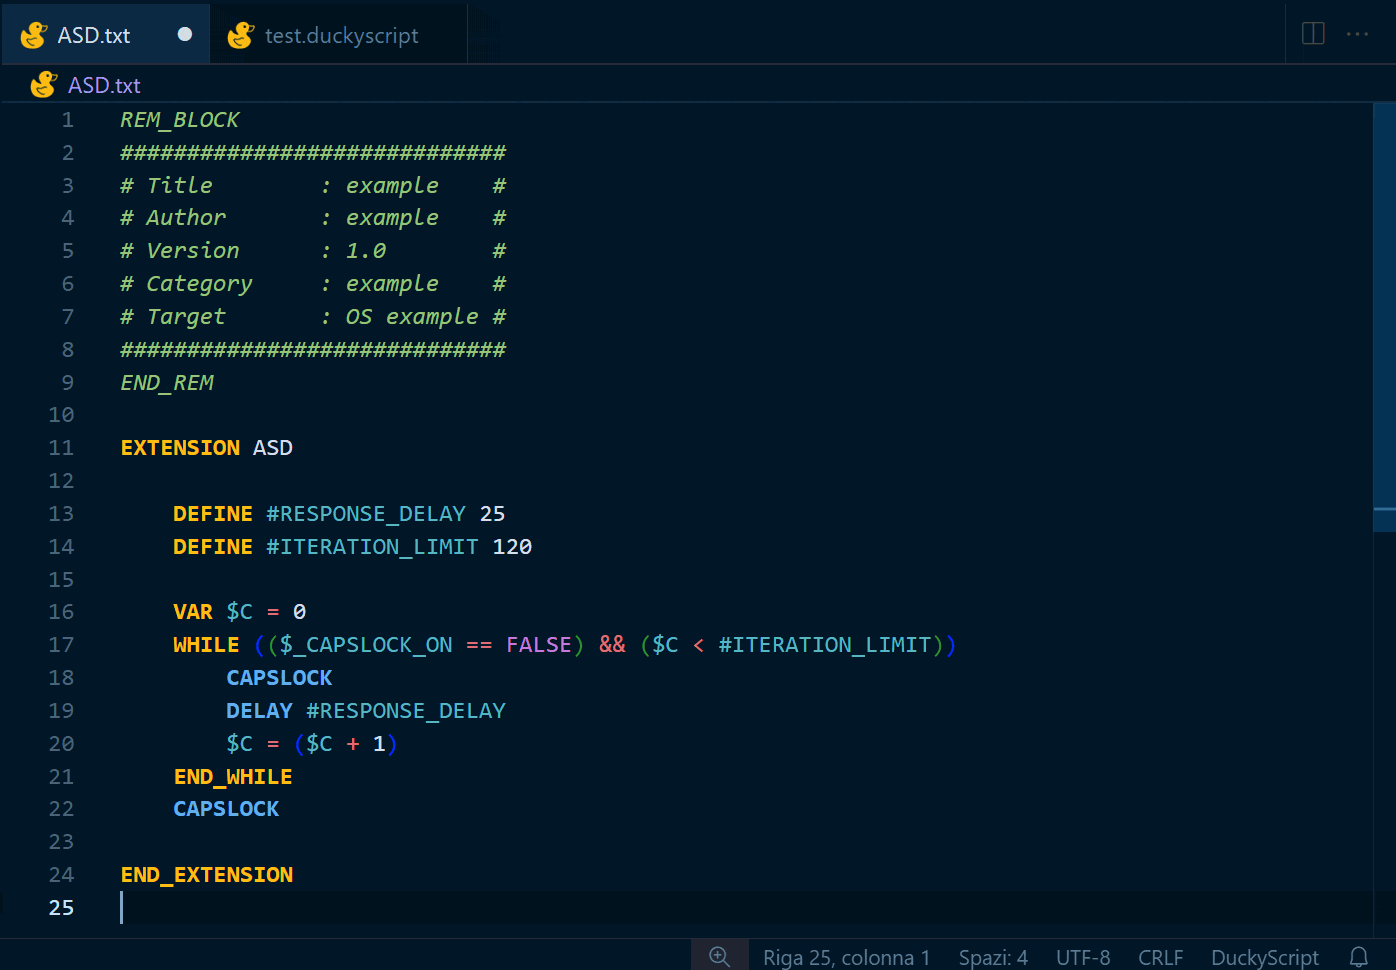 ASD.txt test.duckyscript
ASD.txt
1 REM_BLOCK
2 #############################
3 # Title        : example    #
4 # Author       : example    #
5 # Version      : 1.0        #
6 # Category     : example    #
7 # Target       : OS example #
8 #############################
9 END_REM
10
11 EXTENSION ASD
12
13     DEFINE #RESPONSE_DELAY 25
14     DEFINE #ITERATION_LIMIT 120
15
16     VAR $C = 0
17     WHILE (($_CAPSLOCK_ON == FALSE) && ($C < #ITERATION_LIMIT))
18         CAPSLOCK
19         DELAY #RESPONSE_DELAY
20         $C = ($C + 1)
21     END_WHILE
22     CAPSLOCK
23
24 END_EXTENSION
25
Riga 25, colonna 1 Spazi: 4 UTF-8 CRLF DuckyScript